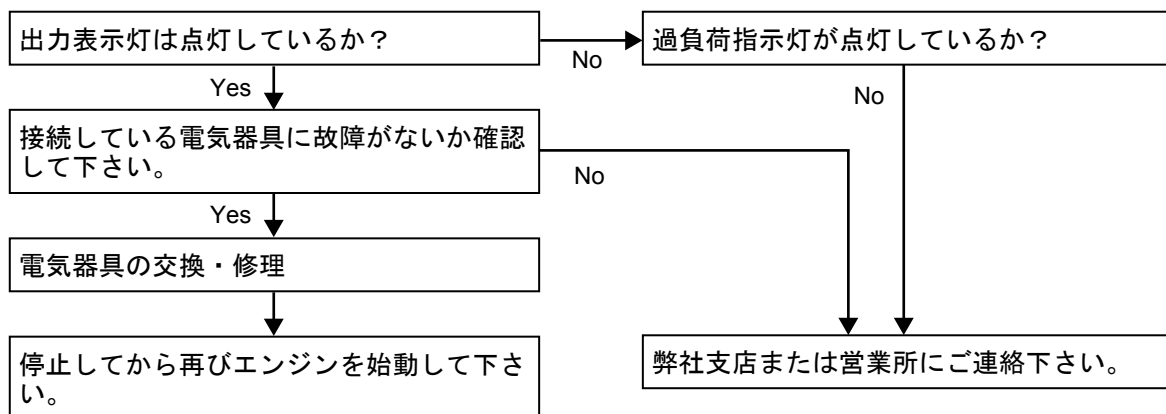 出力表示灯は点灯しているか？
No
過負荷指示灯が点灯しているか？
Yes
No
接続している電気器具に故障がないか確認
して下さい。
No
Yes
電気器具の交換・修理
停止してから再びエンジンを始動して下さ
い。
弊社支店または営業所にご連絡下さい。